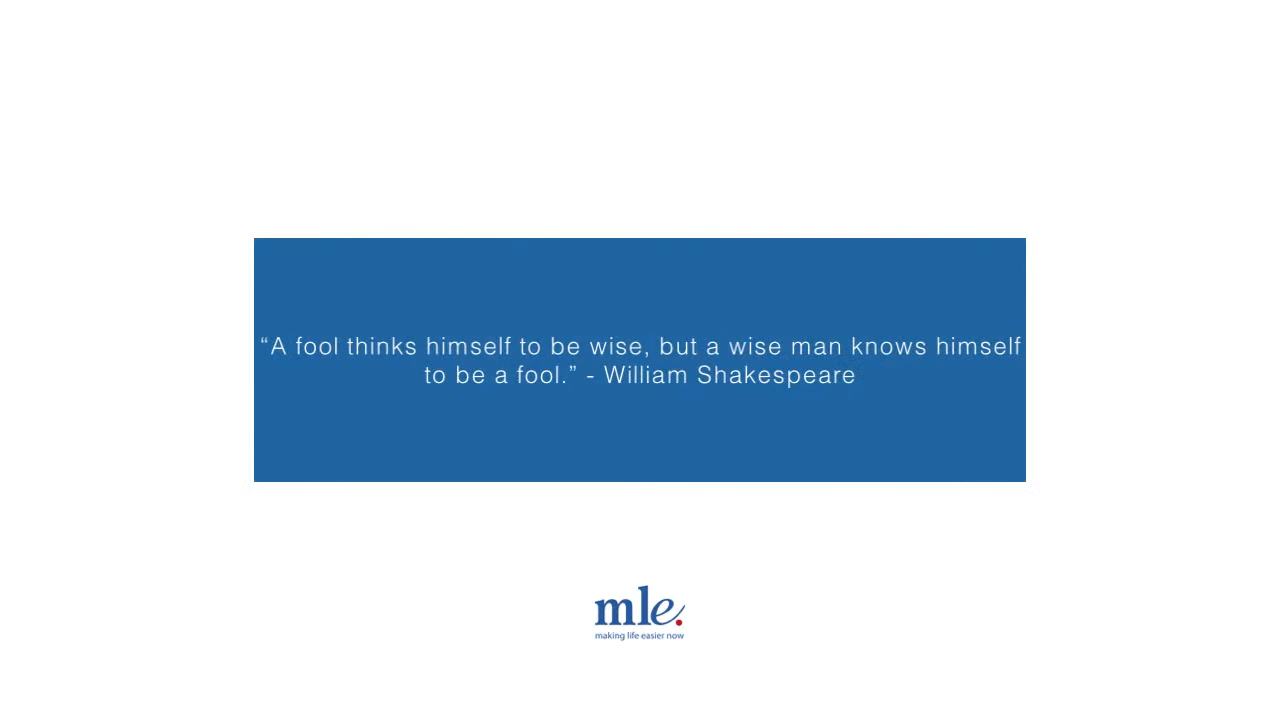 “A fool thinks himself to be wise, but a wise man knows himself
to be a fool.” - William Shakespeare
mle.
making life easier now